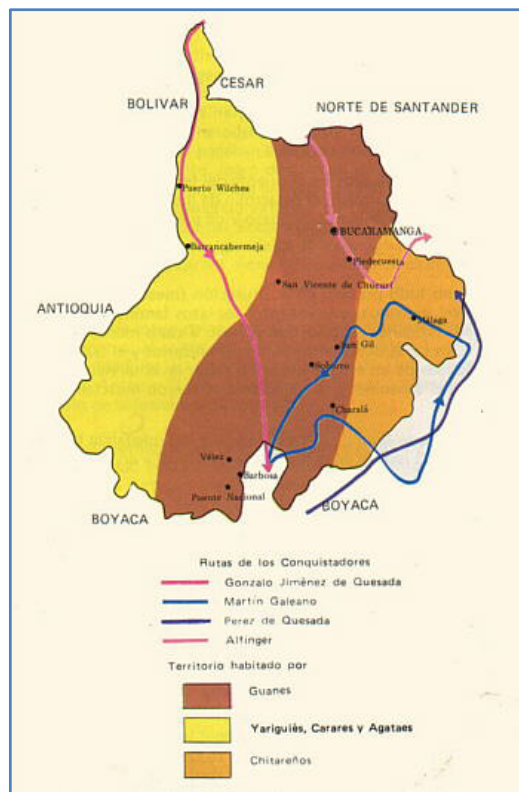 CESAR
BOLIVAR
NORTE DE SANTANDER
Puerto Wilches
BUCARAMANGA
Barrancabermeja
Piedecuesta
San Vicente de Chucurí
ANTIOQUIA
Málaga
San Gil
Socorro
Charalá
Vélez
Barbosa
Puente Nacional
BOYACA
BOYACA
Rutas de los Conquistadores
Gonzalo Jiménez de Quesada
Martín Galeano
Perez de Quesada
Alfinger
Territorio habitado por
Guanes
Yariguiés, Carares y Agataes
Chitareños